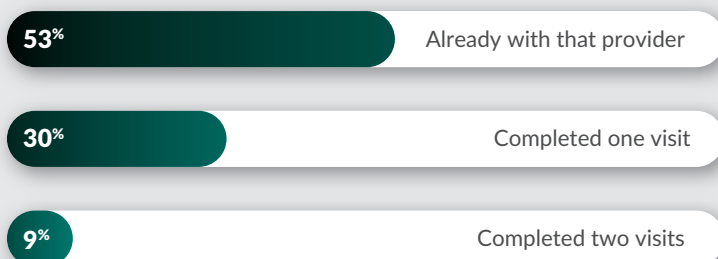 53% Already with that provider
30% Completed one visit
9% Completed two visits